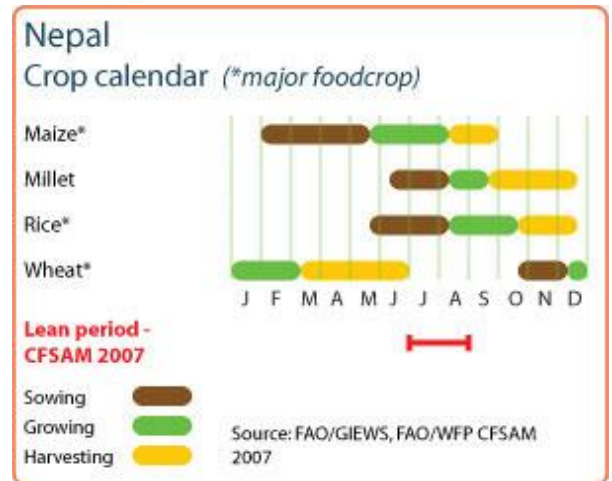 Nepal
Crop calendar (*major foodcrop)
Maize*
Millet
Rice*
Wheat*
J F M A M J J A S O N D
Lean period -
CFSAM 2007
Sowing
Growing
Harvesting
Source: FAO/GIEWS, FAO/WFP CFSAM
2007